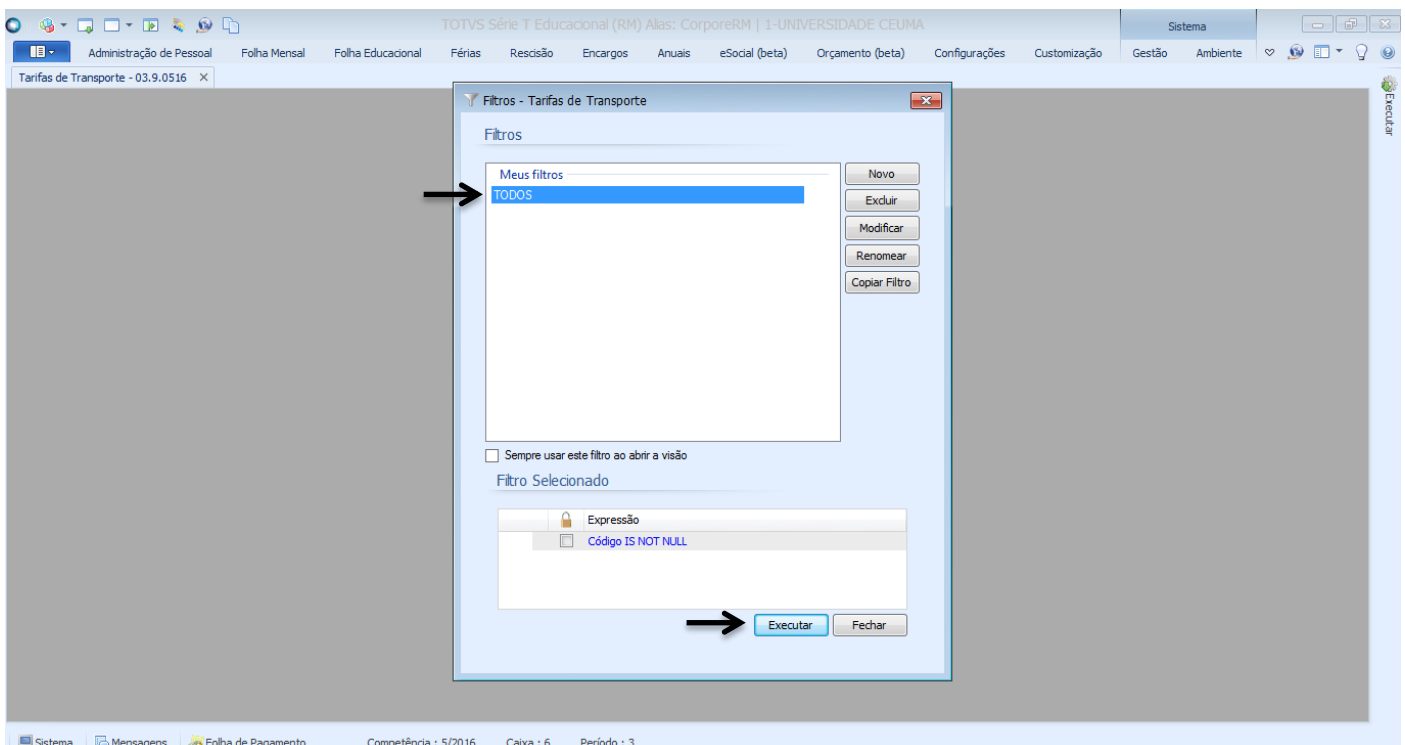 TOTVS Série T Educacional (RM) Alias: CorporeRM | 1-UNIVERSIDADE CEUMA
Sistema
Administração de Pessoal Folha Mensal Folha Educacional Férias Rescisão Encargos Anuais eSocial (beta) Orçamento (beta) Configurações Customização Gestão Ambiente
Tarifas de Transporte - 03.9.0516
Executar
Filtros - Tarifas de Transporte
Filtros
Meus filtros
TODOS
Novo
Excluir
Modificar
Renomear
Copiar Filtro
Sempre usar este filtro ao abrir a visão
Filtro Selecionado
Expressão
Código IS NOT NULL
Executar Fechar
Sistema Mensagens Folha de Pagamento Competência : 5/2016 Caixa : 6 Período : 3